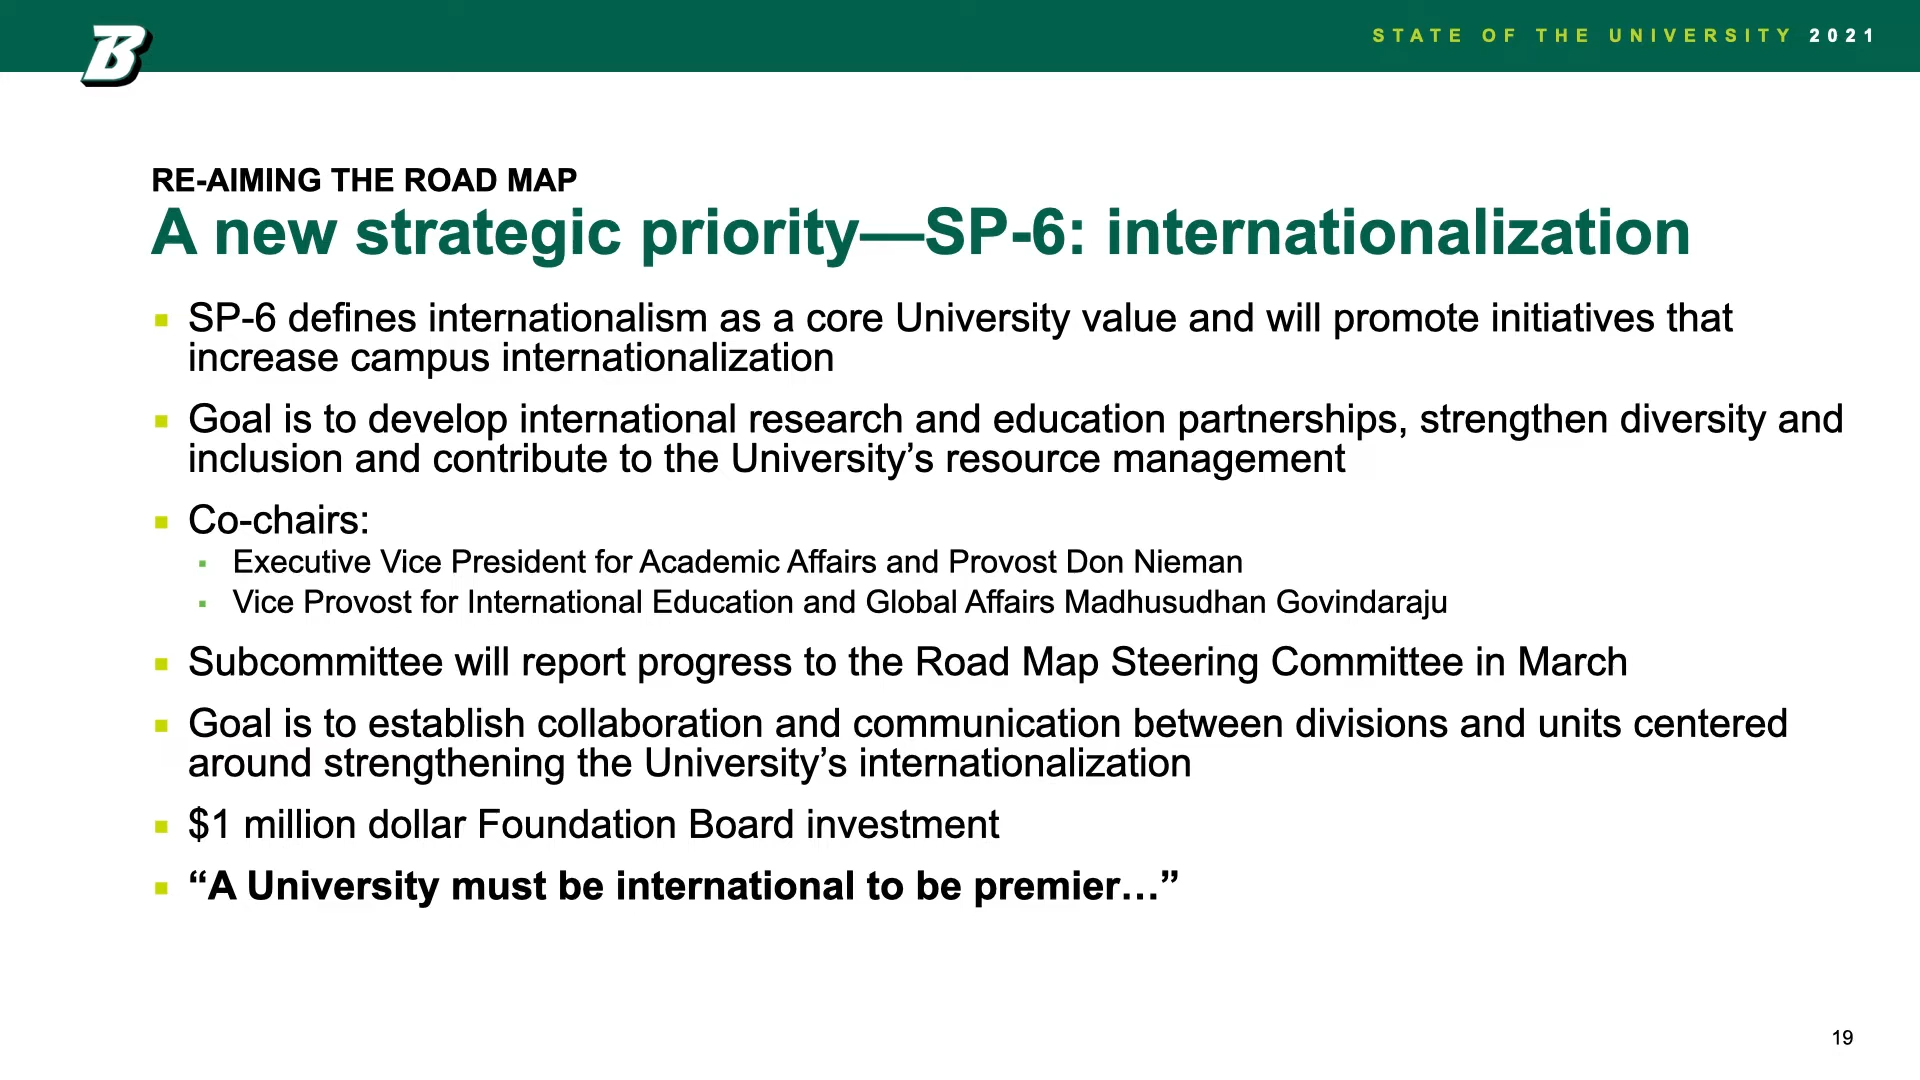 B
STATE OF THE UNIVERSITY 2021
RE-AIMING THE ROAD MAP
A new strategic priority—SP-6: internationalization
▪ SP-6 defines internationalism as a core University value and will promote initiatives that
increase campus internationalization
▪ Goal is to develop international research and education partnerships, strengthen diversity and
inclusion and contribute to the University’s resource management
▪ Co-chairs:
▪ Executive Vice President for Academic Affairs and Provost Don Nieman
▪ Vice Provost for International Education and Global Affairs Madhusudhan Govindaraju
▪ Subcommittee will report progress to the Road Map Steering Committee in March
▪ Goal is to establish collaboration and communication between divisions and units centered
around strengthening the University’s internationalization
▪ $1 million dollar Foundation Board investment
▪ “A University must be international to be premier…”
19